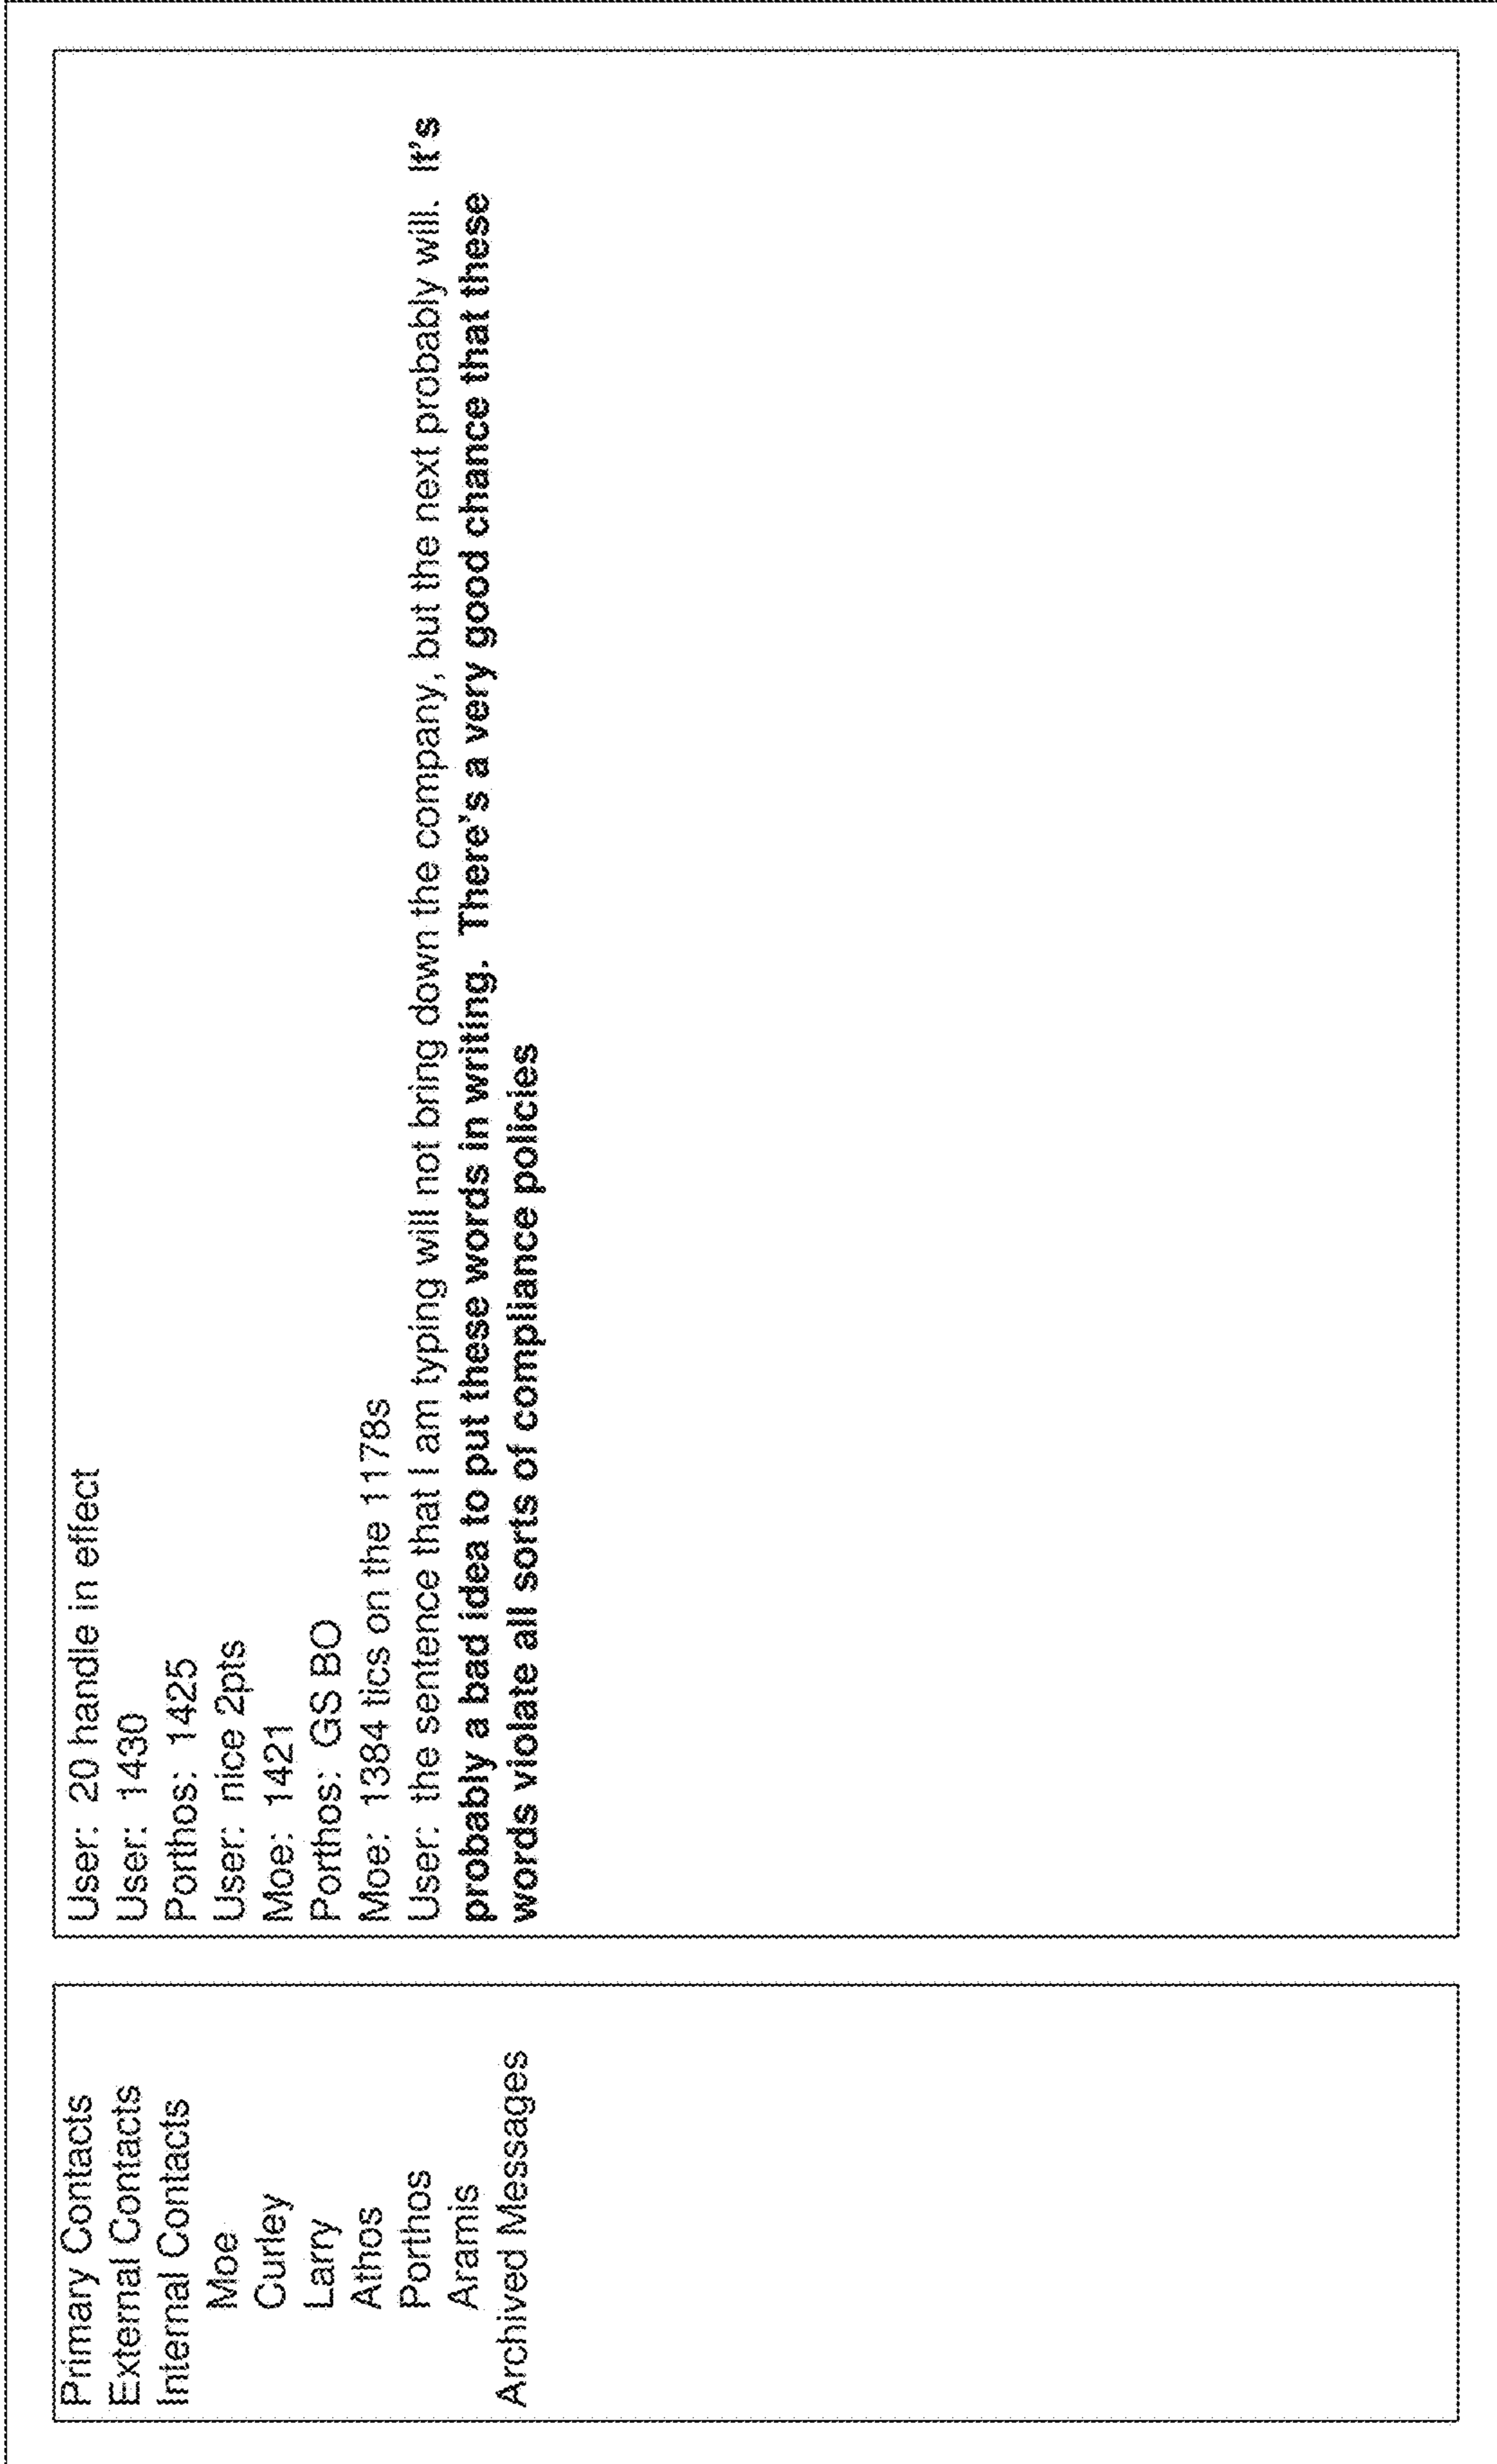 Primary Contacts
External Contacts
Internal Contacts
Moe
Curley
Larry
Athos
Porthos
Aramis
Archived Messages
User: 20 handle in effect
User: 1430
Porthos: 1425
User: nice 2pts
Moe: 1421
Porthos: GS BO
Moe: 1384 tics on the 1178s
User: the sentence that I am typing will not bring down the company, but the next probably will. It's
probably a bad idea to put these words in writing. There's a very good chance that these
words violate all sorts of compliance policies